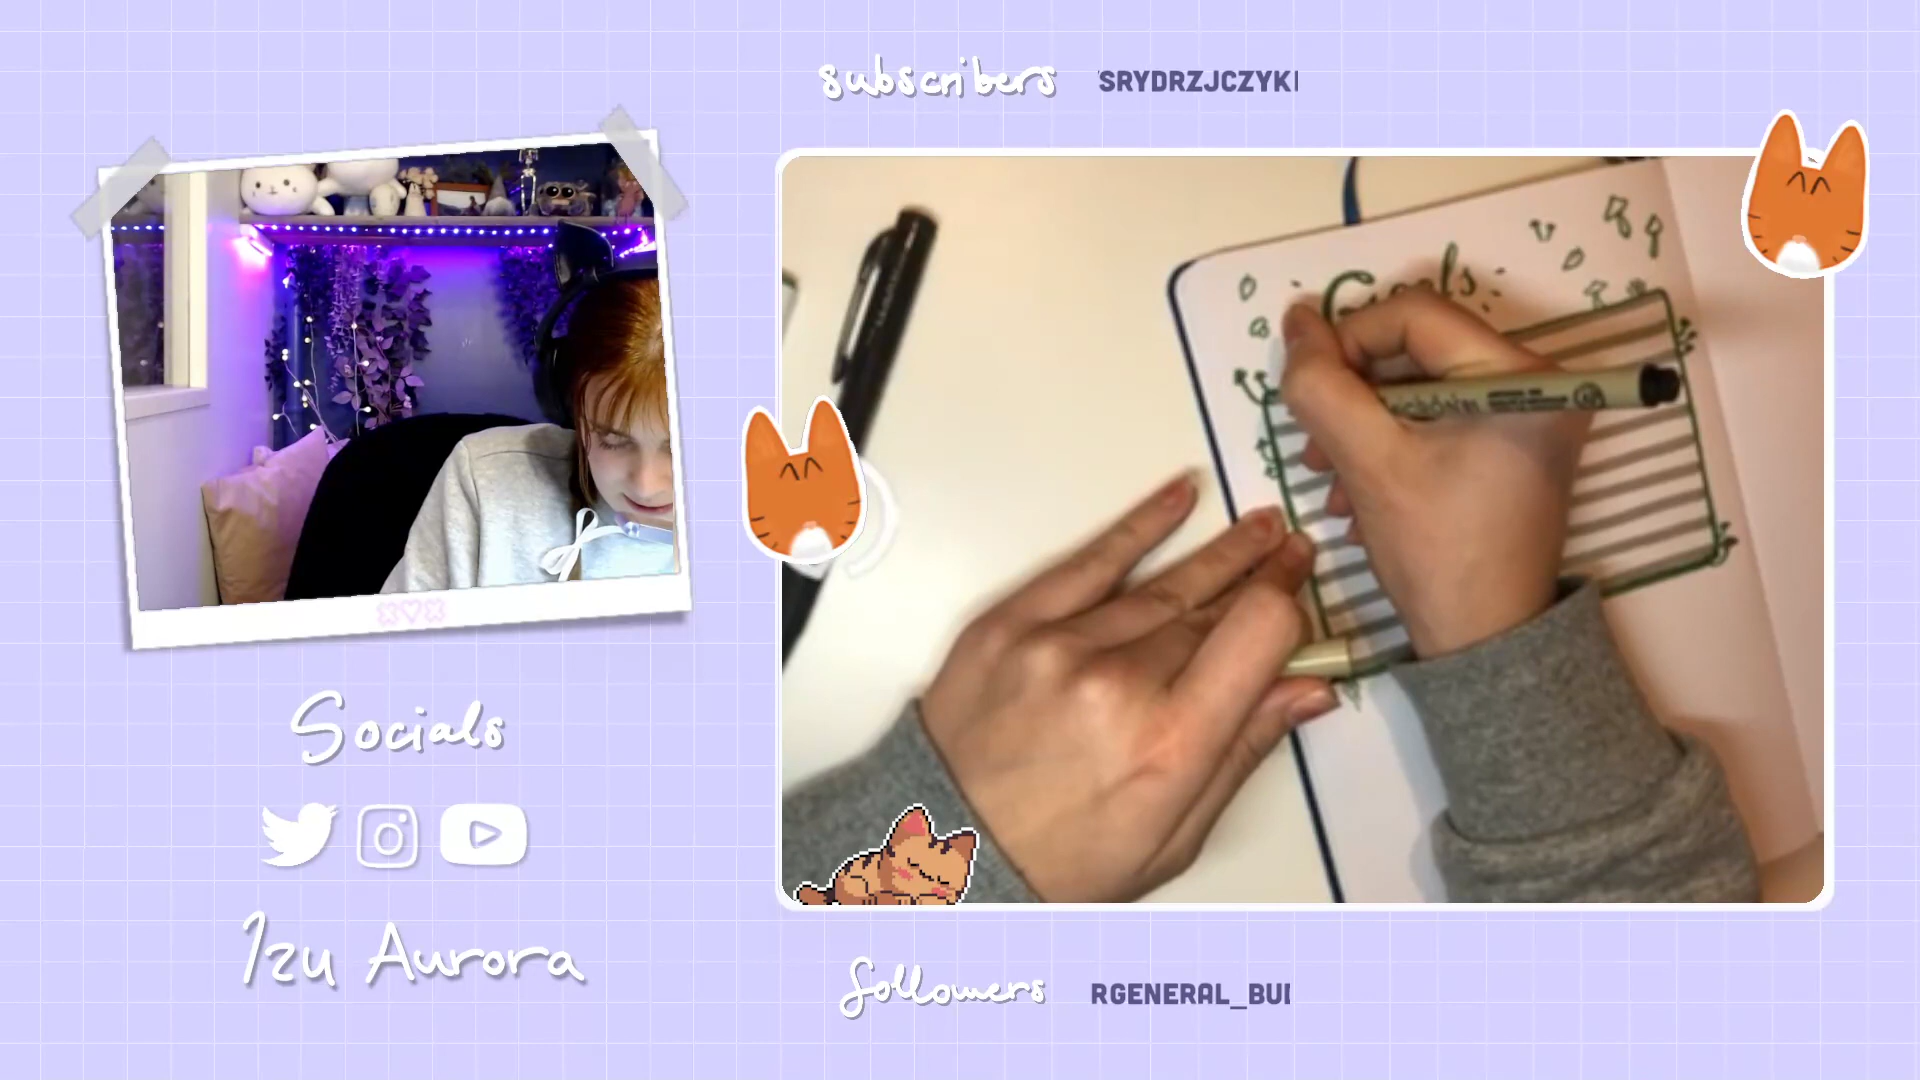 subscribers SRYDRZJCZYK
Goals
Socials
Izu Aurora
followers RGENERAL_BU